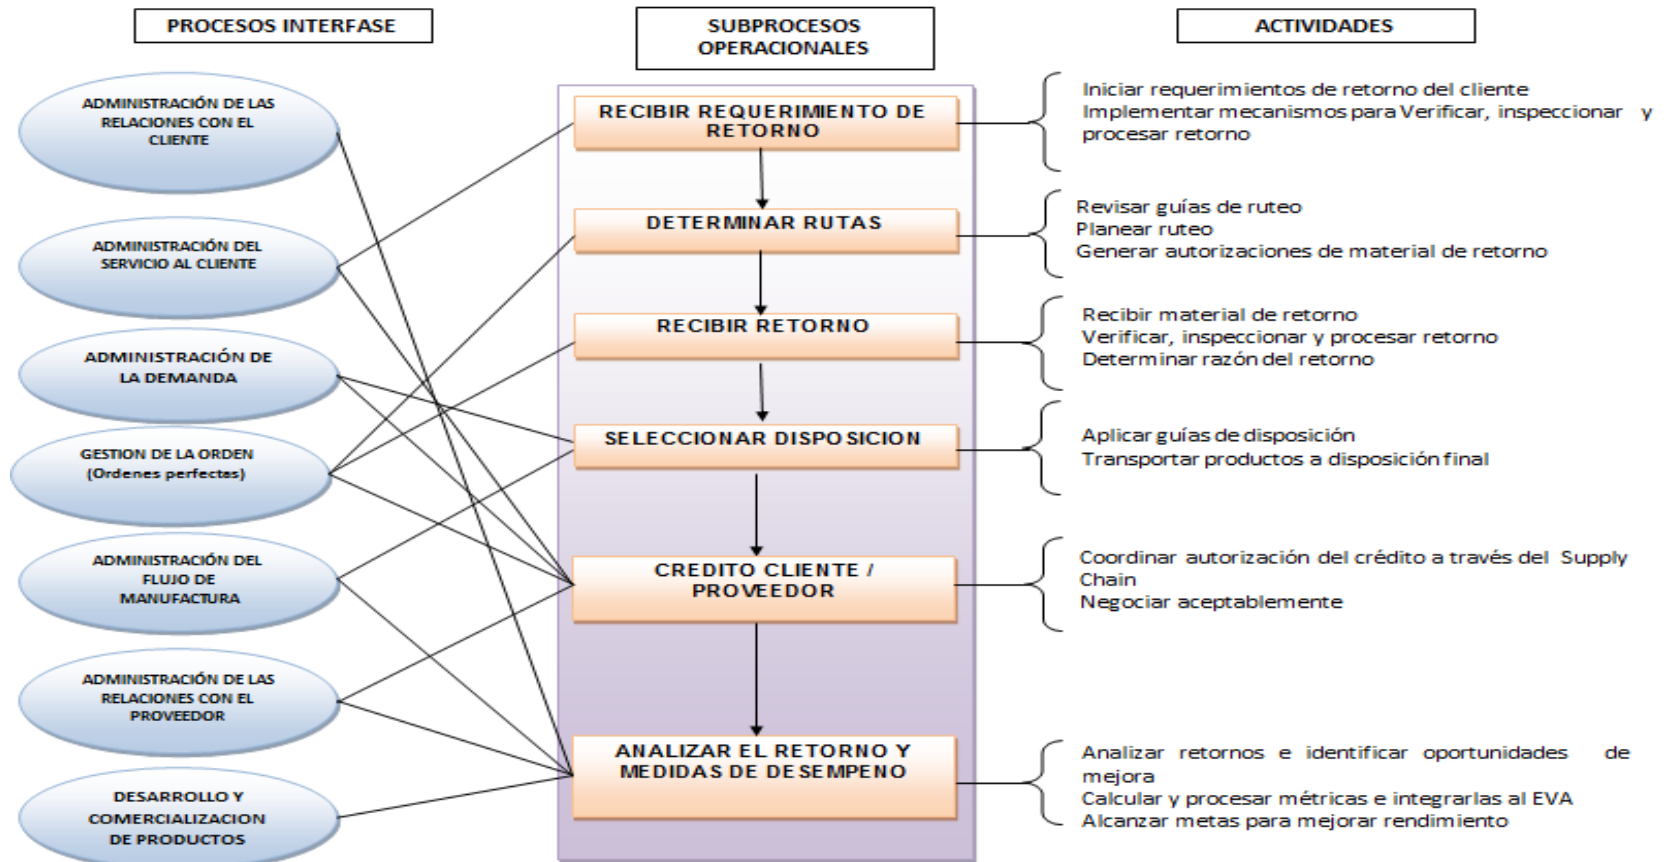 PROCESOS INTERFASE
SUBPROCESOS
OPERACIONALES
ACTIVIDADES
ADMINISTRACIÓN DE LAS
RELACIONES CON EL
CLIENTE
ADMINISTRACIÓN DEL
SERVICIO AL CLIENTE
ADMINISTRACIÓN DE
LA DEMANDA
GESTION DE LA ORDEN
(Ordenes perfectas)
ADMINISTRACIÓN DEL
FLUJO DE
MANUFACTURA
ADMINISTRACIÓN DE LAS
RELACIONES CON EL
PROVEEDOR
DESARROLLO Y
COMERCIALIZACION
DE PRODUCTOS
RECIBIR REQUERIMIENTO DE
RETORNO
DETERMINAR RUTAS
RECIBIR RETORNO
SELECCIONAR DISPOSICION
CREDITO CLIENTE /
PROVEEDOR
ANALIZAR EL RETORNO Y
MEDIDAS DE DESEMPENO
Iniciar requerimientos de retorno del cliente
Implementar mecanismos para Verificar, inspeccionar y
procesar retorno
Revisar guías de ruteo
Planear ruteo
Generar autorizaciones de material de retorno
Recibir material de retorno
Verificar, inspeccionar y procesar retorno
Determinar razón del retorno
Aplicar guías de disposición
Transportar productos a disposición final
Coordinar autorización del crédito a través del Supply
Chain
Negociar aceptablemente
Analizar retornos e identificar oportunidades de
mejora
Calcular y procesar métricas e integrarlas al EVA
Alcanzar metas para mejorar rendimiento